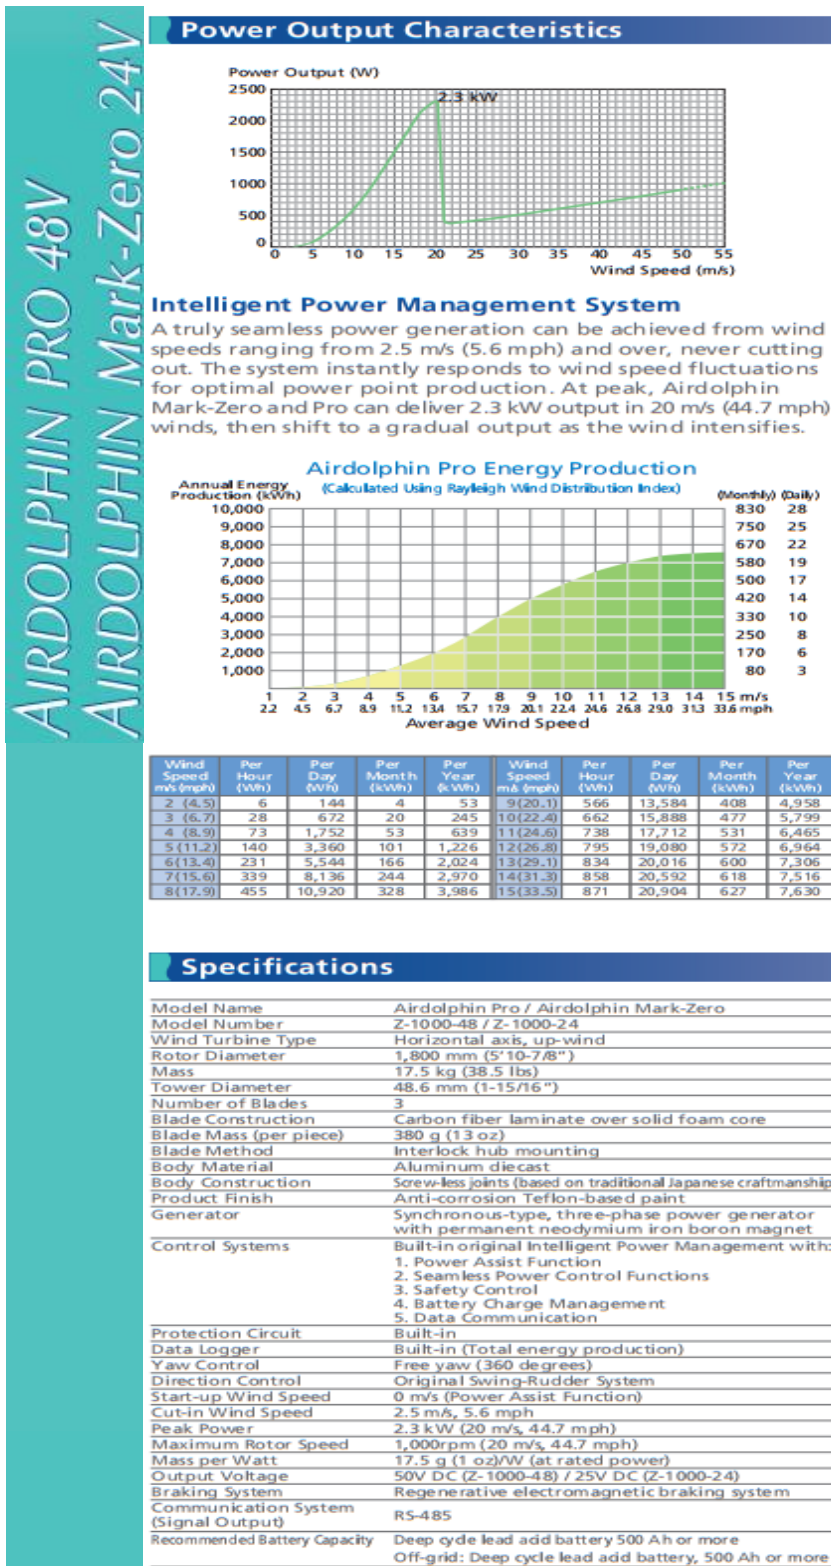 AIRDOLPHIN PRO 48V
AIRDOLPHIN Mark-Zero 24V
Power Output Characteristics
Power Output (W)
2500
2000
1500
1000
500
0
2.3 kW
0 5 10 15 20 25 30 35 40 45 50 55
Wind Speed (m/s)
Intelligent Power Management System
A truly seamless power generation can be achieved from wind
speeds ranging from 2.5 m/s (5.6 mph) and over, never cutting
out. The system instantly responds to wind speed fluctuations
for optimal power point production. At peak, Airdolphin
Mark-Zero and Pro can deliver 2.3 kW output in 20 m/s (44.7 mph)
winds, then shift to a gradual output as the wind intensifies.
Airdolphin Pro Energy Production
(Calculated Using Rayleigh Wind Distribution Index)
Annual Energy
Production (kWh)
(Monthly) (Daily)
10,000 830 28
9,000 750 25
8,000 670 22
7,000 580 19
6,000 500 17
5,000 420 14
4,000 330 10
3,000 250 8
2,000 170 6
1,000 80 3
1 2 3 4 5 6 7 8 9 10 11 12 13 14 15 m/s
2.2 4.5 6.7 8.9 11.2 13.4 15.7 17.9 20.1 22.4 24.6 26.8 29.0 31.3 33.6 mph
Average Wind Speed
Wind Per Per Per Per Wind Per Per Per Per
Speed Hour Day Month Year Speed Hour Day Month Year
m/s (mph) (Wh) (Wh) (kWh) (kWh) m/s (mph) (Wh) (Wh) (kWh) (kWh)
2 (4.5) 6 144 4 53 9(20.1) 566 13,584 408 4,958
3 (6.7) 28 672 20 245 10(22.4) 662 15,888 477 5,799
4 (8.9) 73 1,752 53 639 11(24.6) 738 17,712 531 6,465
5(11.2) 140 3,360 101 1,226 12(26.8) 795 19,080 572 6,964
6(13.4) 231 5,544 166 2,024 13(29.1) 834 20,016 600 7,306
7(15.6) 339 8,136 244 2,970 14(31.3) 858 20,592 618 7,516
8(17.9) 455 10,920 328 3,986 15(33.5) 871 20,904 627 7,630
Specifications
Model Name Airdolphin Pro / Airdolphin Mark-Zero
Model Number Z-1000-48 / Z-1000-24
Wind Turbine Type Horizontal axis, up-wind
Rotor Diameter 1,800 mm (5'10-7/8")
Mass 17.5 kg (38.5 lbs)
Tower Diameter 48.6 mm (1-15/16")
Number of Blades 3
Blade Construction Carbon fiber laminate over solid foam core
Blade Mass (per piece) 380 g (13 oz)
Blade Method Interlock hub mounting
Body Material Aluminum diecast
Body Construction Screw-less joints (based on traditional Japanese craftmanship
Product Finish Anti-corrosion Teflon-based paint
Generator Synchronous-type, three-phase power generator
with permanent neodymium iron boron magnet
Control Systems Built-in original Intelligent Power Management with:
1. Power Assist Function
2. Seamless Power Control Functions
3. Safety Control
4. Battery Charge Management
5. Data Communication
Protection Circuit Built-in
Data Logger Built-in (Total energy production)
Yaw Control Free yaw (360 degrees)
Direction Control Original Swing-Rudder System
Start-up Wind Speed 0 m/s (Power Assist Function)
Cut-in Wind Speed 2.5 m/s, 5.6 mph
Peak Power 2.3 kW (20 m/s, 44.7 mph)
Maximum Rotor Speed 1,000rpm (20 m/s, 44.7 mph)
Mass per Watt 17.5 g (1 oz)/W (at rated power)
Output Voltage 50V DC (Z-1000-48) / 25V DC (Z-1000-24)
Braking System Regenerative electromagnetic braking system
Communication System
(Signal Output) RS-485
Recommended Battery Capacity Deep cycle lead acid battery 500 Ah or more
Off-grid: Deep cycle lead acid battery, 500 Ah or more